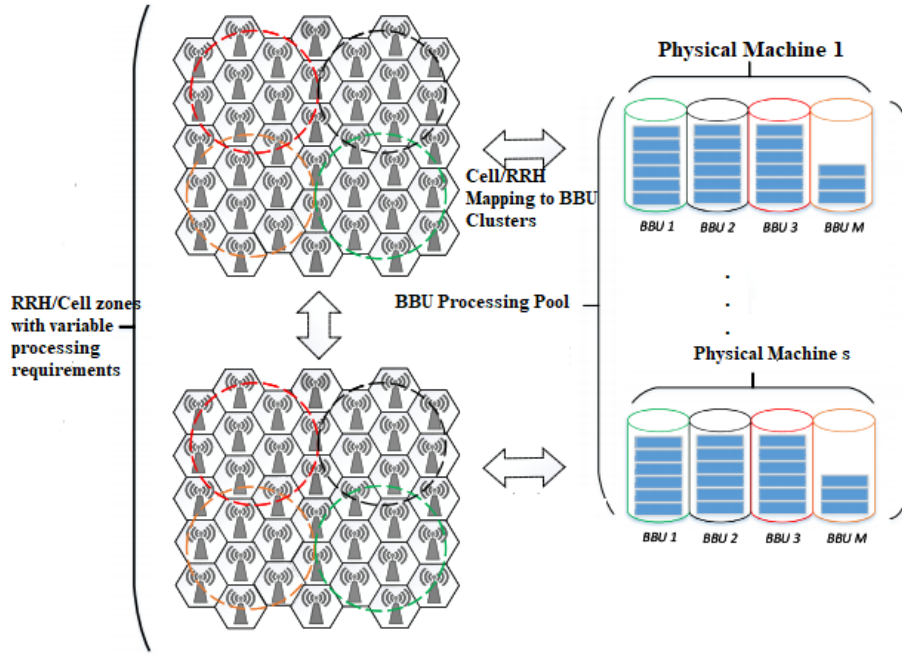 Physical Machine 1
Cell/RRH
Mapping to BBU
Clusters
BBU 1 BBU 2 BBU 3 BBU M
RRH/Cell zones
with variable
processing
requirements
BBU Processing Pool
.
.
.
Physical Machine s
BBU 1 BBU 2 BBU 3 BBU M